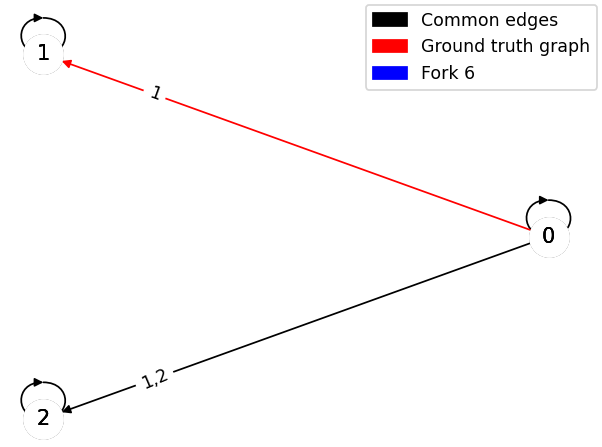 Common edges
Ground truth graph
Fork 6
1
1
0
1,2
2